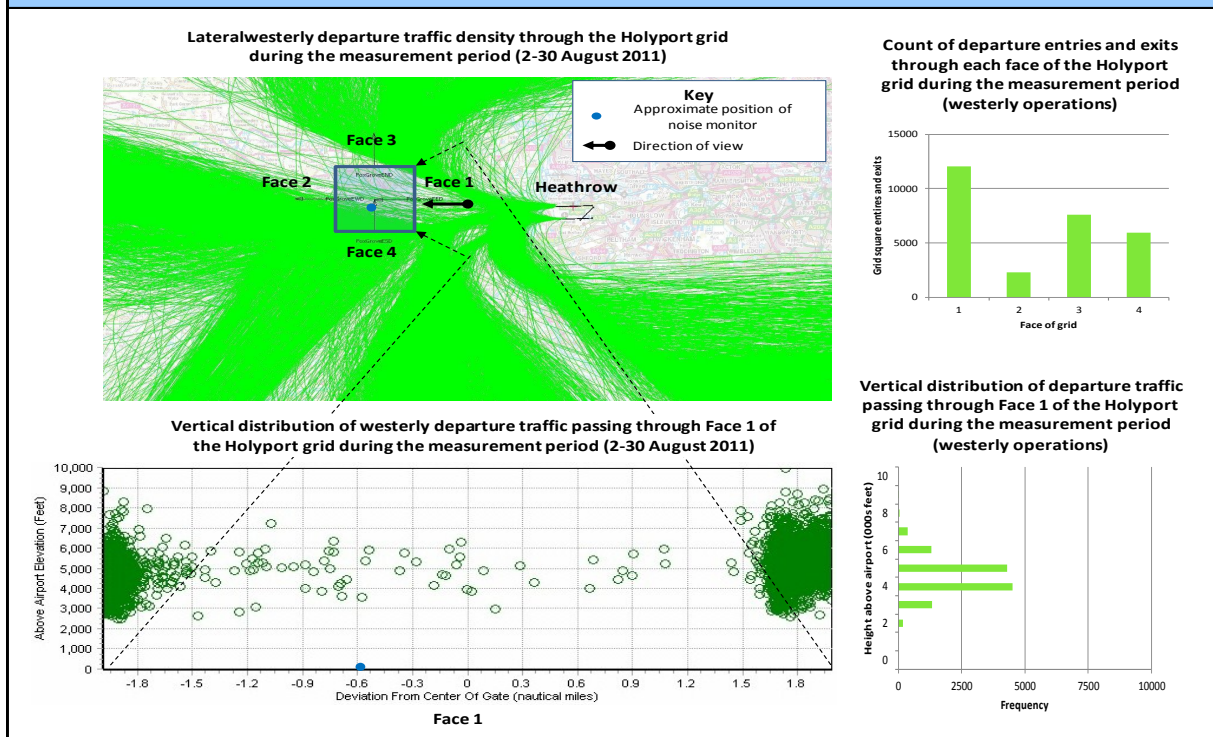 Lateralwesterly departure traffic density through the Holyport grid
during the measurement period (2-30 August 2011)
Key
Approximate position of
noise monitor
Direction of view
Face 3
Face 2
Face 1
Heathrow
Face 4
Count of departure entries and exits
through each face of the Holyport
grid during the measurement period
(westerly operations)
Grid square entires and exits
15000
10000
5000
0
1 2 3 4
Face of grid
Vertical distribution of westerly departure traffic passing through Face 1 of
the Holyport grid during the measurement period (2-30 August 2011)
Above Airport Elevation (Feet)
10,000
9,000
8,000
7,000
6,000
5,000
4,000
3,000
2,000
1,000
0
-1.8 -1.5 -1.2 -0.9 -0.6 -0.3 0 0.3 0.6 0.9 1.2 1.5 1.8
Deviation From Center Of Gate (nautical miles)
Face 1
Vertical distribution of departure traffic
passing through Face 1 of the Holyport
grid during the measurement period
(westerly operations)
Height above airport (000s feet)
10
8
6
4
2
0
0 2500 5000 7500 10000
Frequency